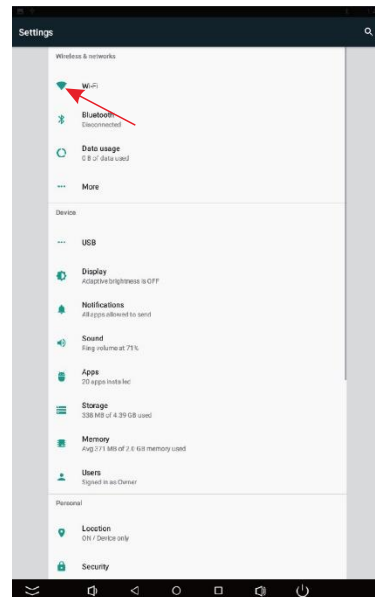 Settings
Wireless & networks
Wi-Fi
Bluetooth
Disconnected
Data usage
0 B of data used
More
Device
USB
Display
Adaptive brightness is OFF
Notifications
All apps allowed to send
Sound
Ring volume at 71%
Apps
20 apps installed
Storage
338 MB of 4.39 GB used
Memory
Avg 371 MB of 2.0 GB memory used
Users
Signed in as Owner
Personal
Location
ON / Device only
Security